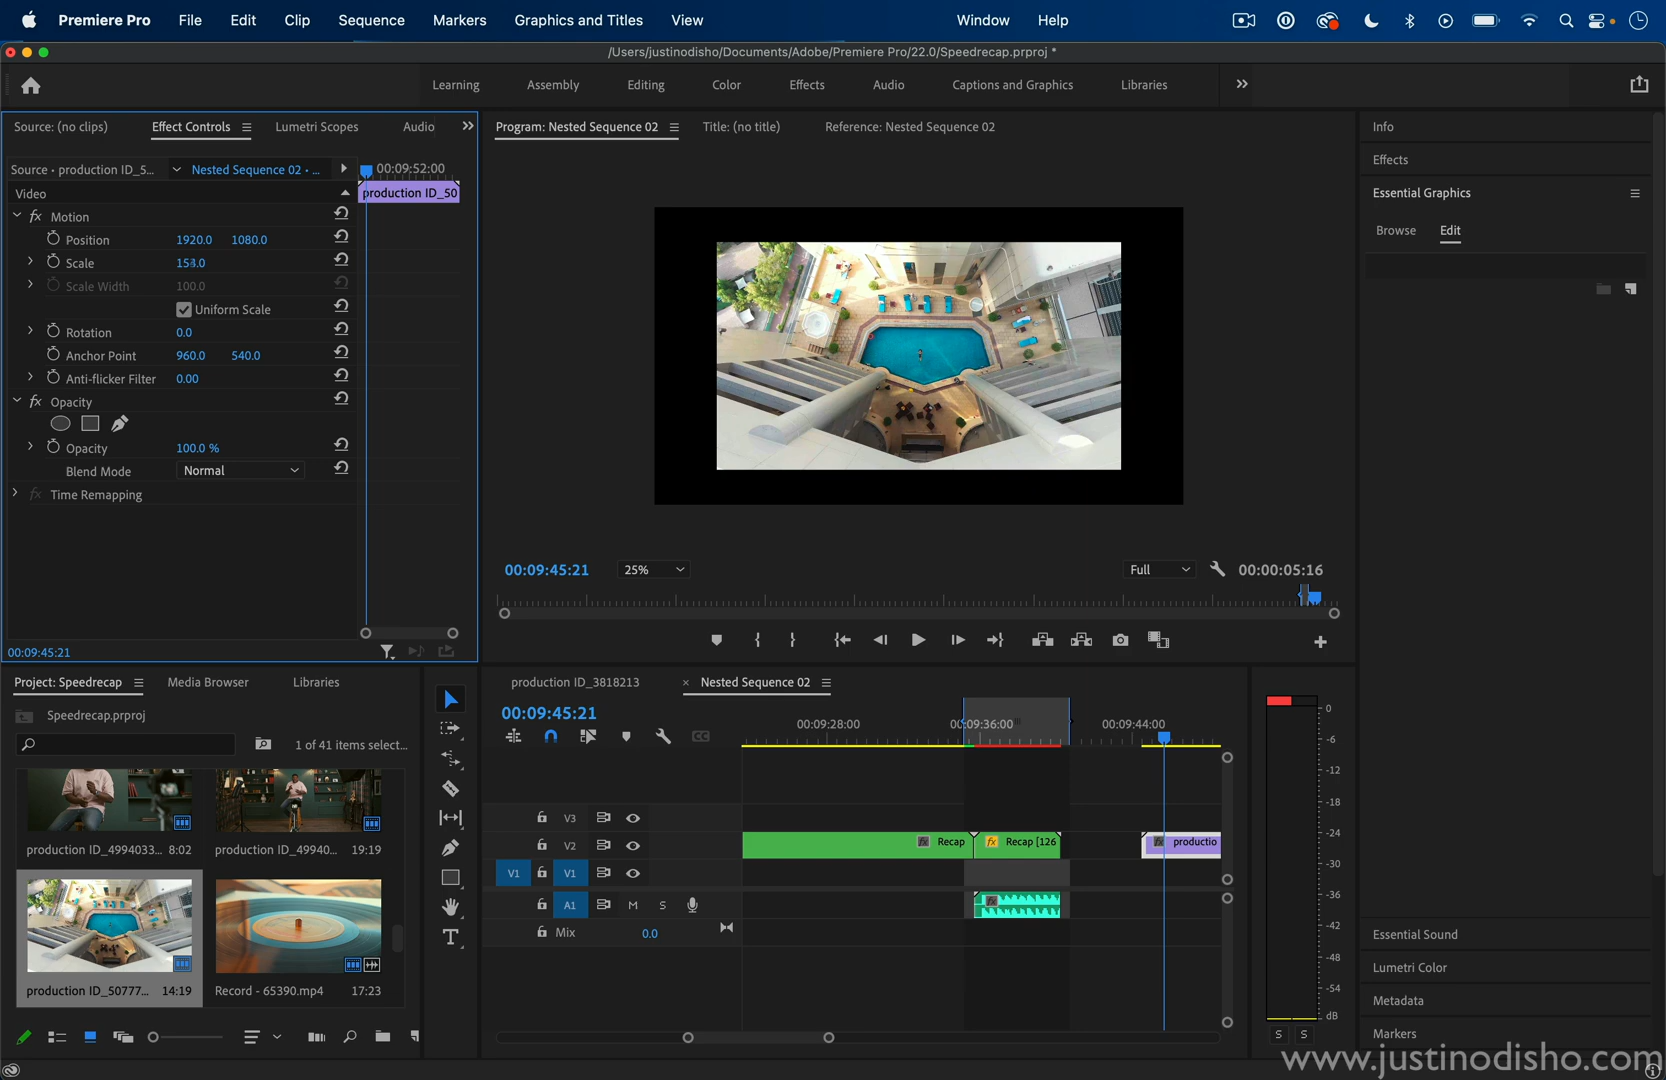 Premiere Pro File Edit Clip Sequence Markers Graphics and Titles View Window Help
/Users/justinodisho/Documents/Adobe/Premiere Pro/22.0/Speedrecap.prproj *
Learning Assembly Editing Color Effects Audio Captions and Graphics Libraries
Source: (no clips) Effect Controls Lumetri Scopes Audio
Source • production ID_5... Nested Sequence 02 • ...
00:09:52:00
Video
production ID_50
Motion
Position 1920.0 1080.0
Scale
Scale Width 100.0
Uniform Scale
Rotation 0.0
Anchor Point 960.0 540.0
Anti-flicker Filter 0.00
Opacity
Opacity 100.0 %
Blend Mode Normal
Time Remapping
00:09:45:21
Program: Nested Sequence 02 Title: (no title) Reference: Nested Sequence 02
00:09:45:21 25% Full 00:00:05:16
Info
Effects
Essential Graphics
Browse Edit
Project: Speedrecap Media Browser Libraries
Speedrecap.prproj
1 of 41 items select...
production ID_4994033... 8:02
production ID_49940... 19:19
production ID_50777... 14:19
Record - 65390.mp4 17:23
production ID_3818213 × Nested Sequence 02
00:09:45:21
00:09:28:00 00:09:36:00 00:09:44:00
V3
V2
Recap
Recap [126
productio
V1 V1
A1 M S
Mix 0.0
0
-6
-12
-18
-24
-30
-36
-42
-48
-54
dB
S S
Essential Sound
Lumetri Color
Metadata
Markers
www.justinodisho.com